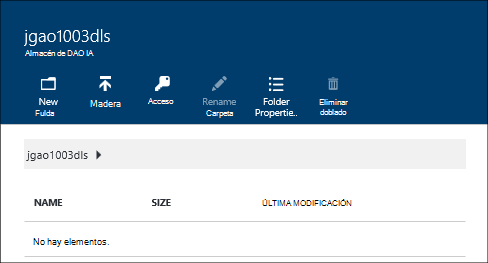 jgao1003dls
Almacén de DAO IA
New
Fulda
Madera
Acceso
Rename
Carpeta
Folder
Propertie..
Eliminar
doblado
jgao1003dls
NAME SIZE ÚLTIMA MODIFICACIÓN
No hay elementos.